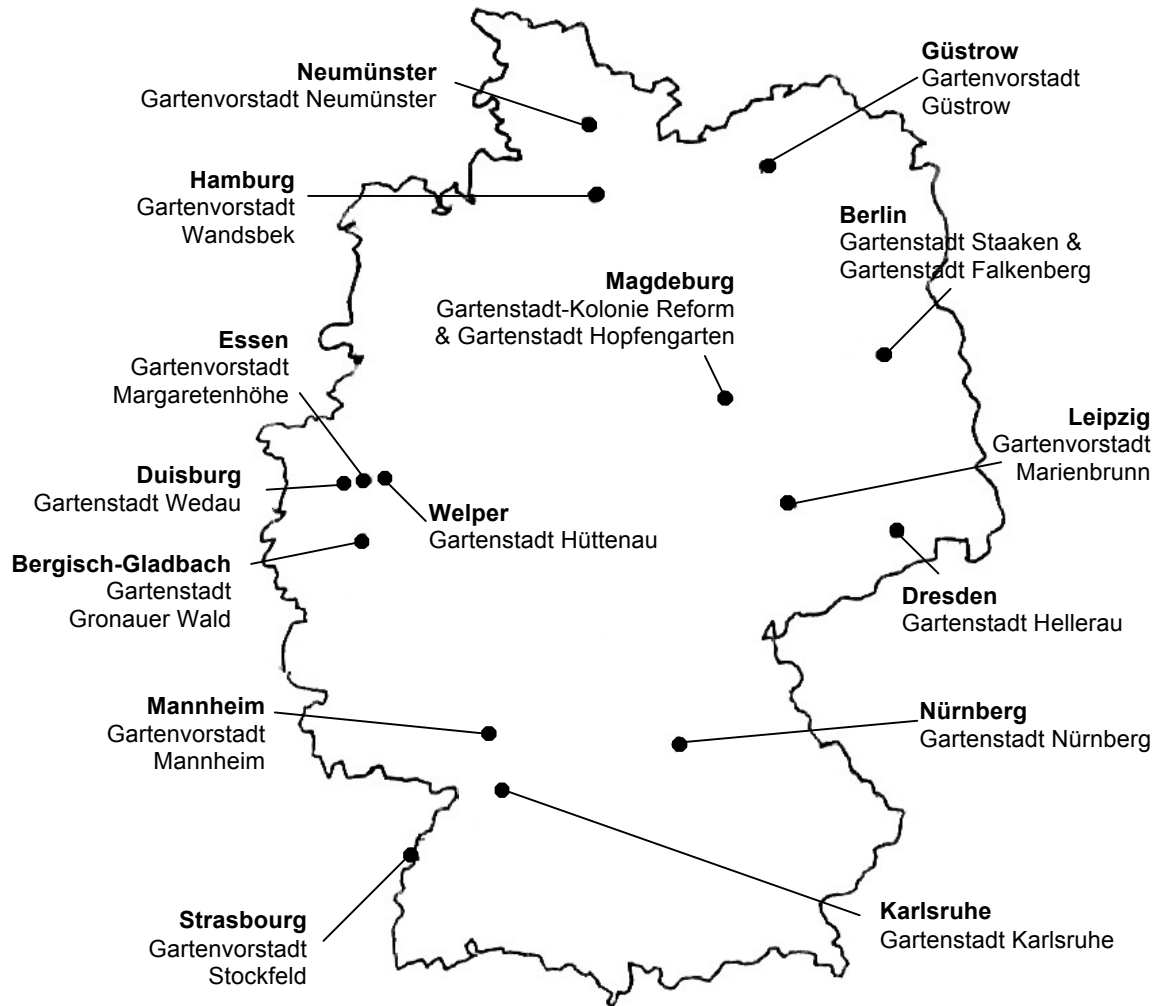 Neumünster
Gartenvorstadt Neumünster
Güstrow
Gartenvorstadt
Güstrow
Hamburg
Gartenvorstadt
Wandsbek
Berlin
Gartenstadt Staaken &
Gartenstadt Falkenberg
Magdeburg
Gartenstadt-Kolonie Reform
& Gartenstadt Hopfengarten
Essen
Gartenvorstadt
Margaretenhöhe
Leipzig
Gartenvorstadt
Marienbrunn
Duisburg
Gartenstadt Wedau
Welper
Gartenstadt Hüttenau
Bergisch-Gladbach
Gartenstadt
Gronauer Wald
Dresden
Gartenstadt Hellerau
Mannheim
Gartenvorstadt
Mannheim
Nürnberg
Gartenstadt Nürnberg
Strasbourg
Gartenvorstadt
Stockfeld
Karlsruhe
Gartenstadt Karlsruhe